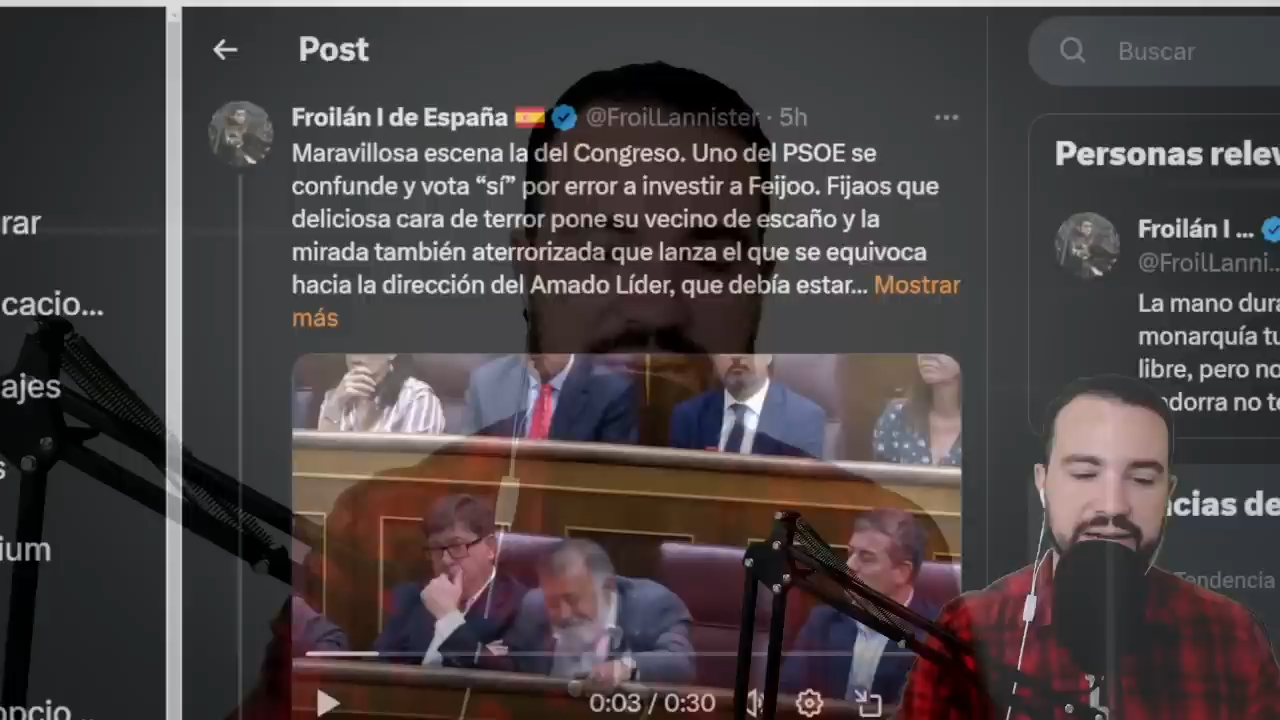 Post
Buscar
Froilán I de España @FroilLannister · 5h
Maravillosa escena la del Congreso. Uno del PSOE se
confunde y vota “sí” por error a investir a Feijoo. Fijaos que
deliciosa cara de terror pone su vecino de escaño y la
mirada también aterrorizada que lanza el que se equivoca
hacia la dirección del Amado Líder, que debía estar... Mostrar
más
0:03 / 0:30
rar
cacio...
ajes
s
ium
opcio...
Personas relev
Froilán I ...
@FroilLanni...
La mano dura
monarquía tu
libre, pero no
ndorra no te
ncias de
Tendencia